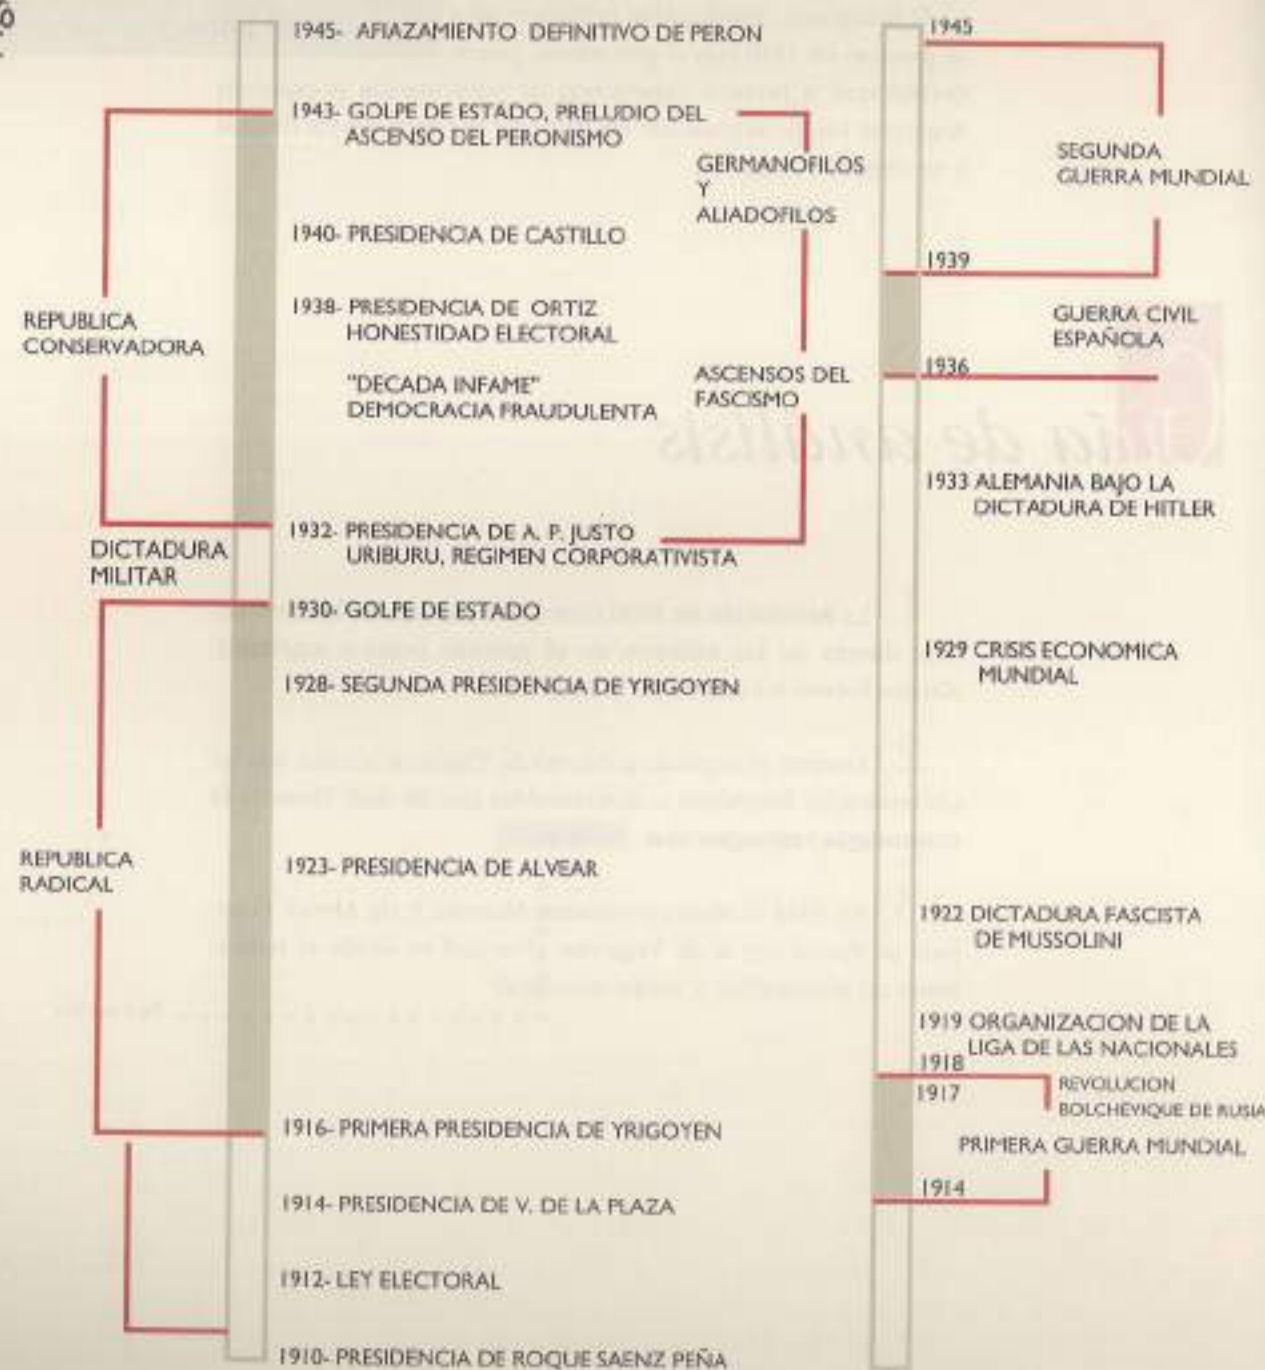 1945- AFIAZAMIENTO DEFINITIVO DE PERON
1943- GOLPE DE ESTADO, PRELUDIO DEL
ASCENSO DEL PERONISMO
1940- PRESIDENCIA DE CASTILLO
1938- PRESIDENCIA DE ORTIZ
HONESTIDAD ELECTORAL
"DECADA INFAME"
DEMOCRACIA FRAUDULENTA
1932- PRESIDENCIA DE A. P. JUSTO
URIBURU, REGIMEN CORPORATIVISTA
1930- GOLPE DE ESTADO
1928- SEGUNDA PRESIDENCIA DE YRIGOYEN
1923- PRESIDENCIA DE ALVEAR
1916- PRIMERA PRESIDENCIA DE YRIGOYEN
1914- PRESIDENCIA DE V. DE LA PLAZA
1912- LEY ELECTORAL
1910- PRESIDENCIA DE ROQUE SAENZ PEÑA
REPUBLICA
CONSERVADORA
DICTADURA
MILITAR
REPUBLICA
RADICAL
GERMANOFILOS
Y
ALIADOFILOS
ASCENSOS DEL
FASCISMO
1945
SEGUNDA
GUERRA MUNDIAL
1939
GUERRA CIVIL
ESPAÑOLA
1936
1933 ALEMANIA BAJO LA
DICTADURA DE HITLER
1929 CRISIS ECONOMICA
MUNDIAL
1922 DICTADURA FASCISTA
DE MUSSOLINI
1919 ORGANIZACION DE LA
LIGA DE LAS NACIONALES
1918
1917
REVOLUCION
BOLCHEVIQUE DE RUSIA
PRIMERA GUERRA MUNDIAL
1914